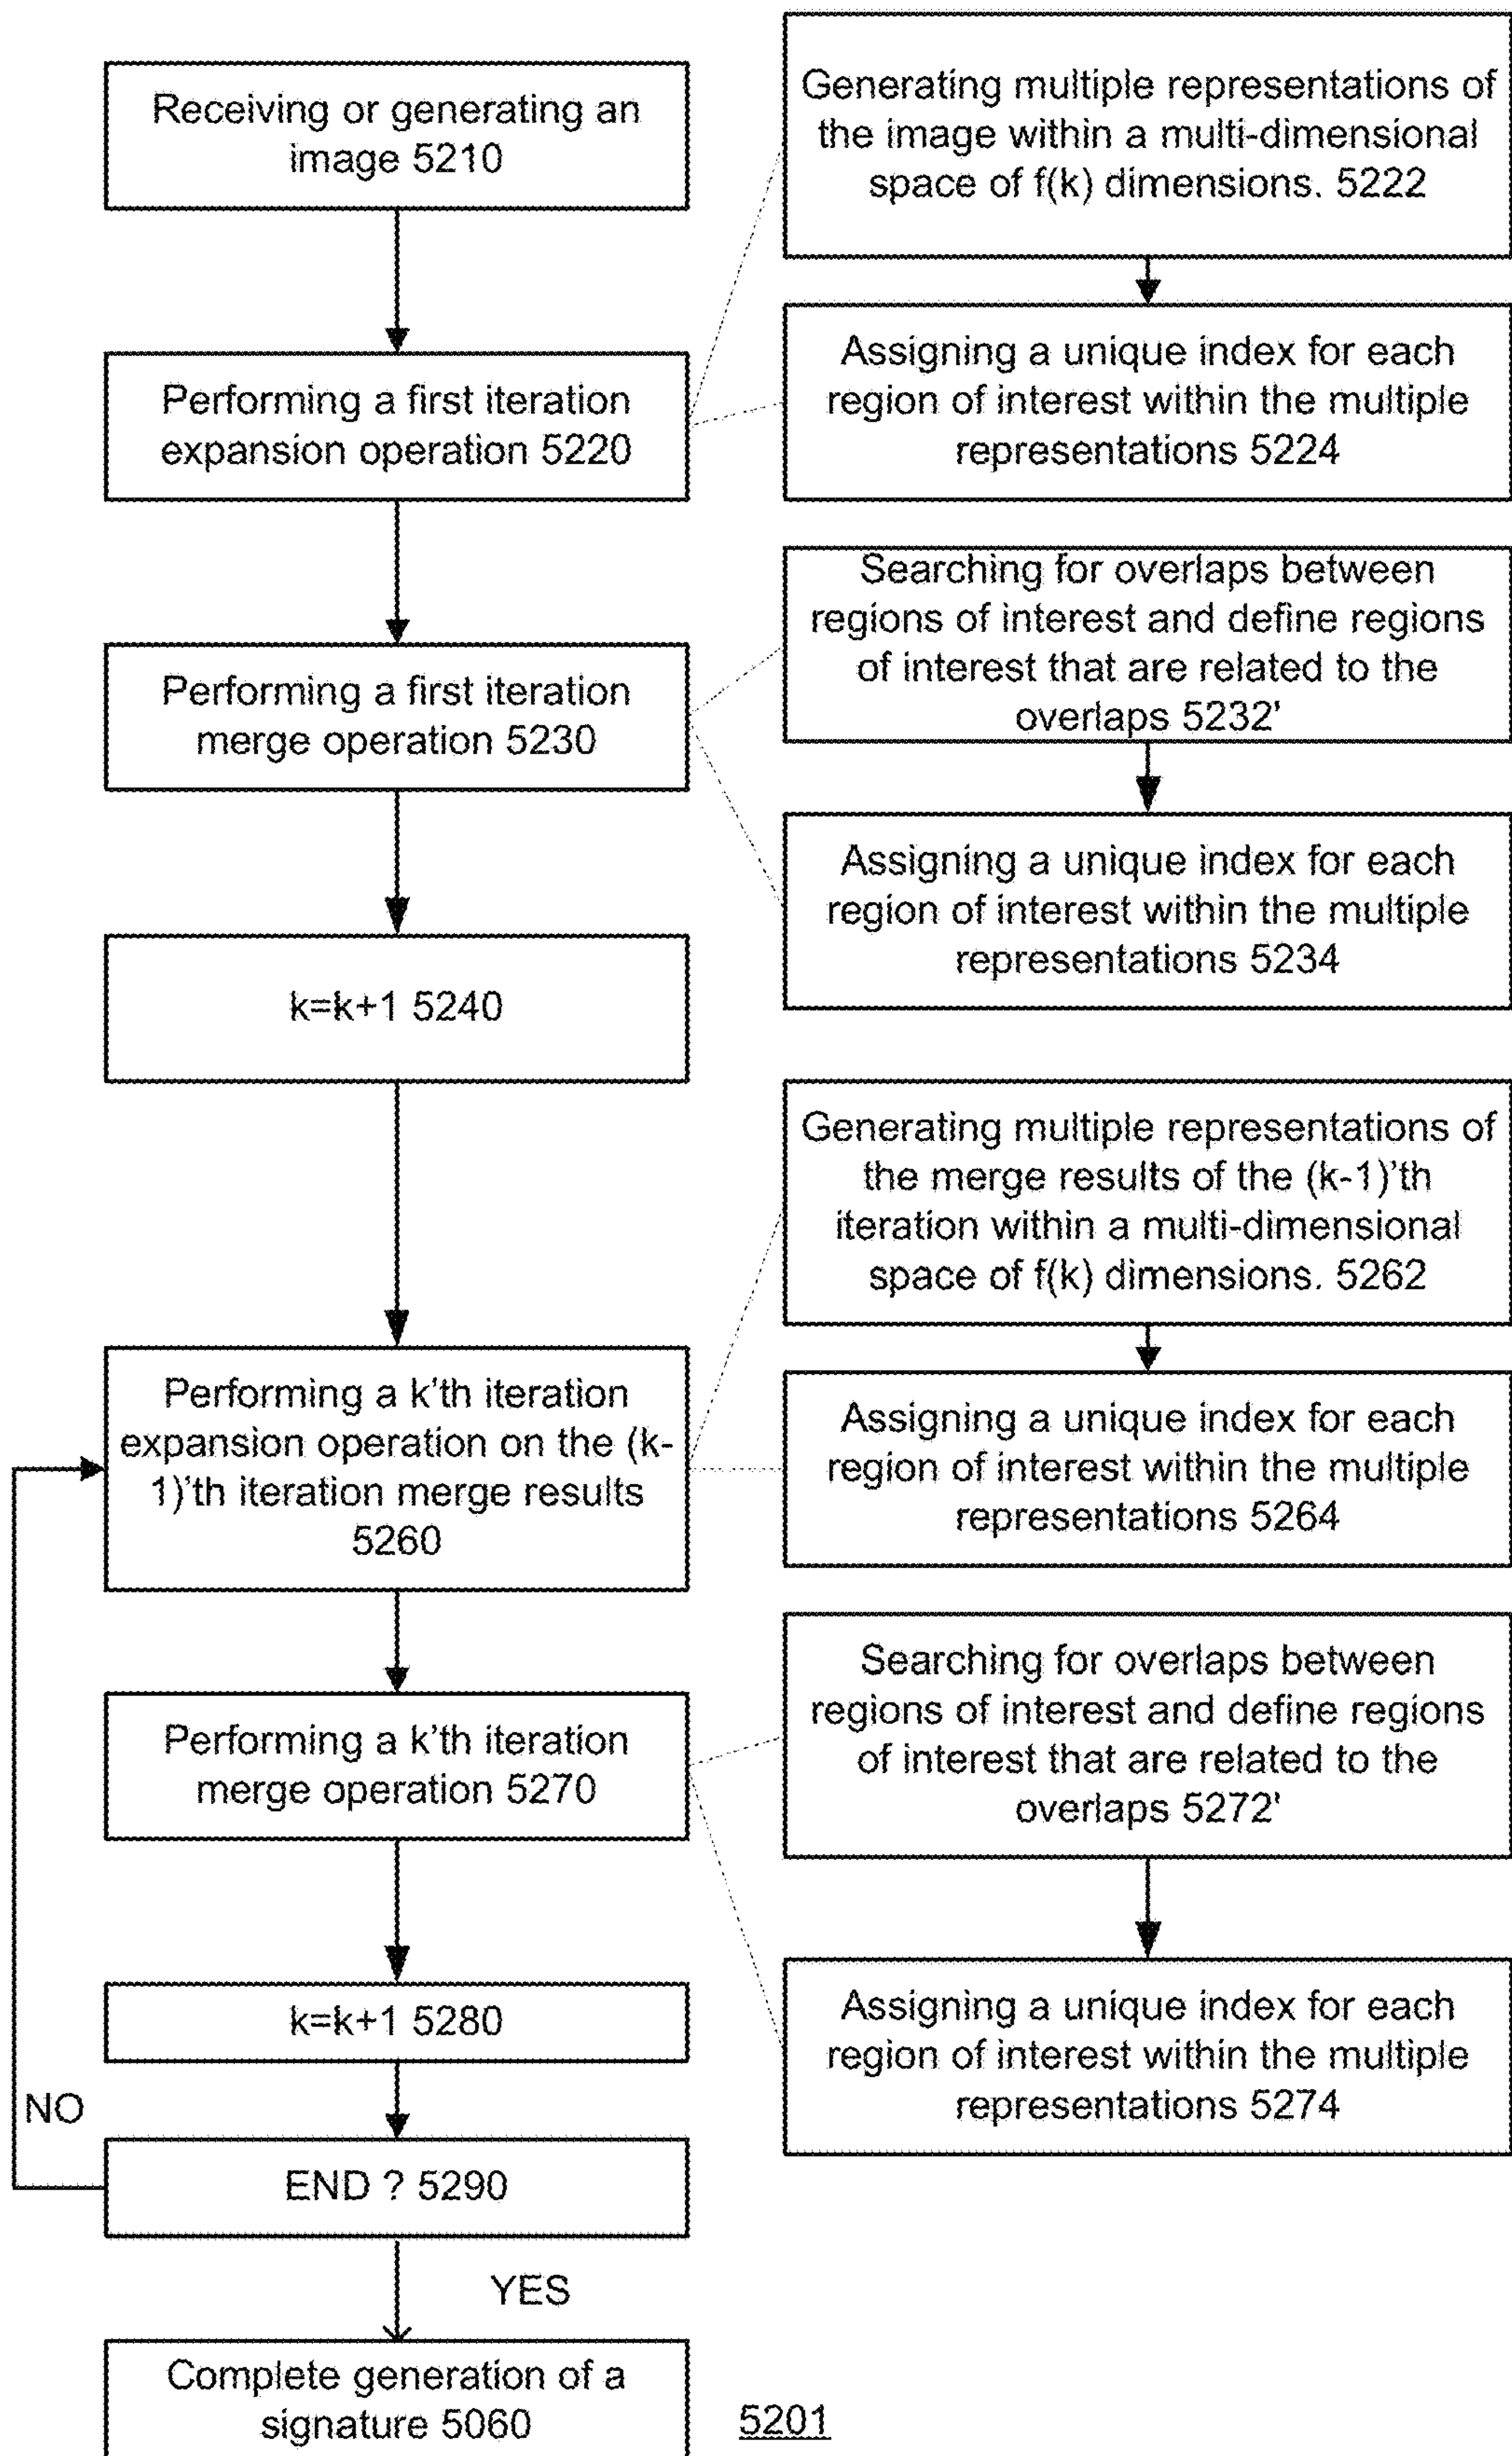 Receiving or generating an
image 5210
Generating multiple representations of
the image within a multi-dimensional
space of f(k) dimensions. 5222
Performing a first iteration
expansion operation 5220
Assigning a unique index for each
region of interest within the multiple
representations 5224
Searching for overlaps between
regions of interest and define regions
of interest that are related to the
overlaps 5232'
Performing a first iteration
merge operation 5230
Assigning a unique index for each
region of interest within the multiple
representations 5234
k=k+1 5240
Generating multiple representations of
the merge results of the (k-1)'th
iteration within a multi-dimensional
space of f(k) dimensions. 5262
Performing a k'th iteration
expansion operation on the (k-
1)'th iteration merge results
5260
Assigning a unique index for each
region of interest within the multiple
representations 5264
Searching for overlaps between
regions of interest and define regions
of interest that are related to the
overlaps 5272'
Performing a k'th iteration
merge operation 5270
Assigning a unique index for each
region of interest within the multiple
representations 5274
k=k+1 5280
NO
END ? 5290
YES
Complete generation of a
signature 5060
5201